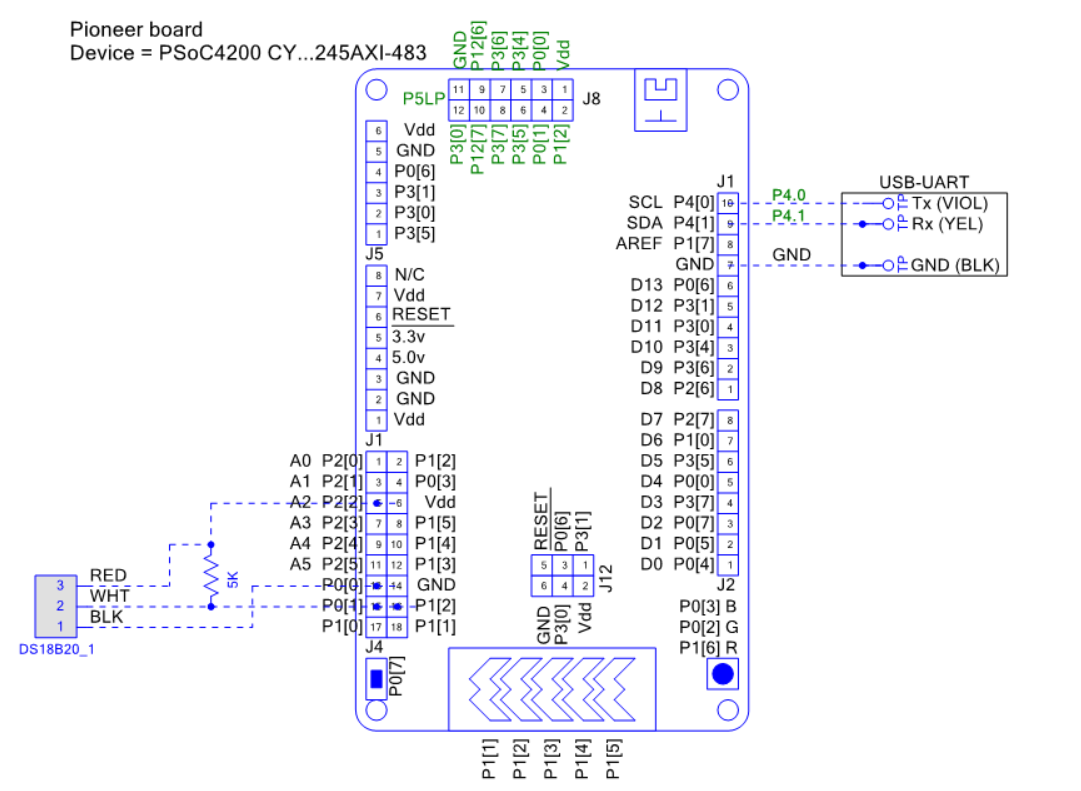 Pioneer board
Device = PSoC4200 CY...245AXI-483
GND P12[6] P3[6] P3[4] P0[0] Vdd
P5LP
11 9 7 5 3 1
12 10 8 6 4 2
J8
P3[0] P12[7] P3[7] P3[5] P0[1] P1[2]
6 Vdd
5 GND
4 P0[6]
3 P3[1]
2 P3[0]
1 P3[5]
J5
8 N/C
7 Vdd
6 RESET
5 3.3v
4 5.0v
3 GND
2 GND
1 Vdd
J1
A0 P2[0] 1 2 P1[2]
A1 P2[1] 3 4 P0[3]
A2 P2[2] 6 Vdd
A3 P2[3] 7 8 P1[5]
A4 P2[4] 9 10 P1[4]
A5 P2[5] 11 12 P1[3]
P0[0] 14 GND
P0[1] P1[2]
P1[0] 17 18 P1[1]
J4
P0[7]
5K
3 RED
2 WHT
1 BLK
DS18B20_1
J1
SCL P4[0] 10 P4.0
SDA P4[1] 9 P4.1
AREF P1[7] 8
GND 7 GND
D13 P0[6] 6
D12 P3[1] 5
D11 P3[0] 4
D10 P3[4] 3
D9 P3[6] 2
D8 P2[6] 1
USB-UART
TP Tx (VIOL)
TP Rx (YEL)
TP GND (BLK)
D7 P2[7] 8
D6 P1[0] 7
D5 P3[5] 6
D4 P0[0] 5
D3 P3[7] 4
D2 P0[7] 3
D1 P0[5] 2
D0 P0[4] 1
J2
RESET P0[6] P3[1]
5 3 1
6 4 2
J12
GND P3[0] Vdd
P0[3] B
P0[2] G
P1[6] R
P1[1] P1[2] P1[3] P1[4] P1[5]